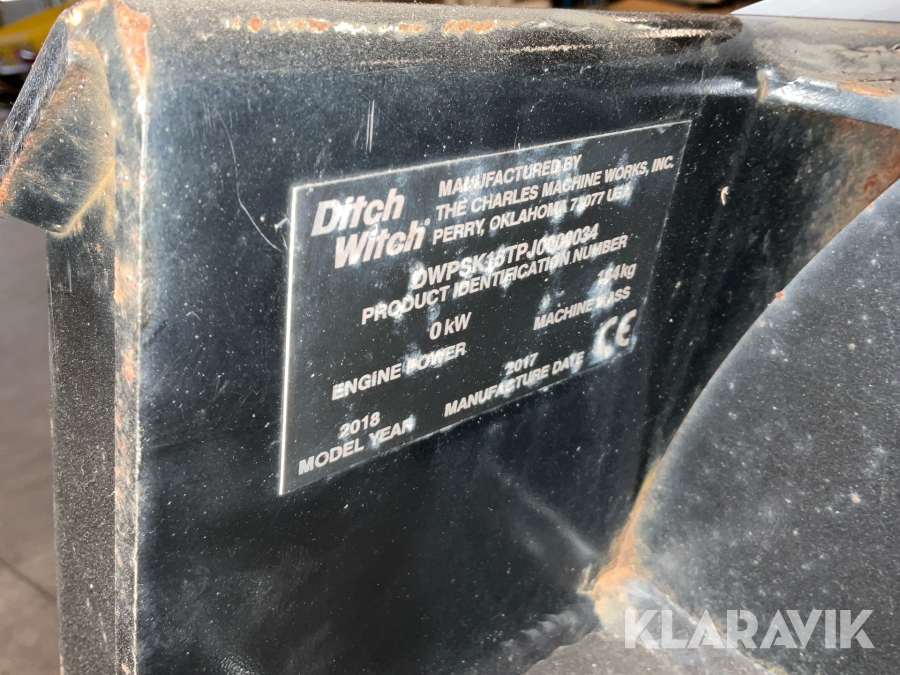 Ditch
Witch®
MANUFACTURED BY
THE CHARLES MACHINE WORKS, INC.
PERRY, OKLAHOMA 73077 USA
PRODUCT IDENTIFICATION NUMBER
0 kW
ENGINE POWER
MACHINE MASS
2018
MODEL YEAR
2017
MANUFACTURE DATE
CE
KLARAVIK